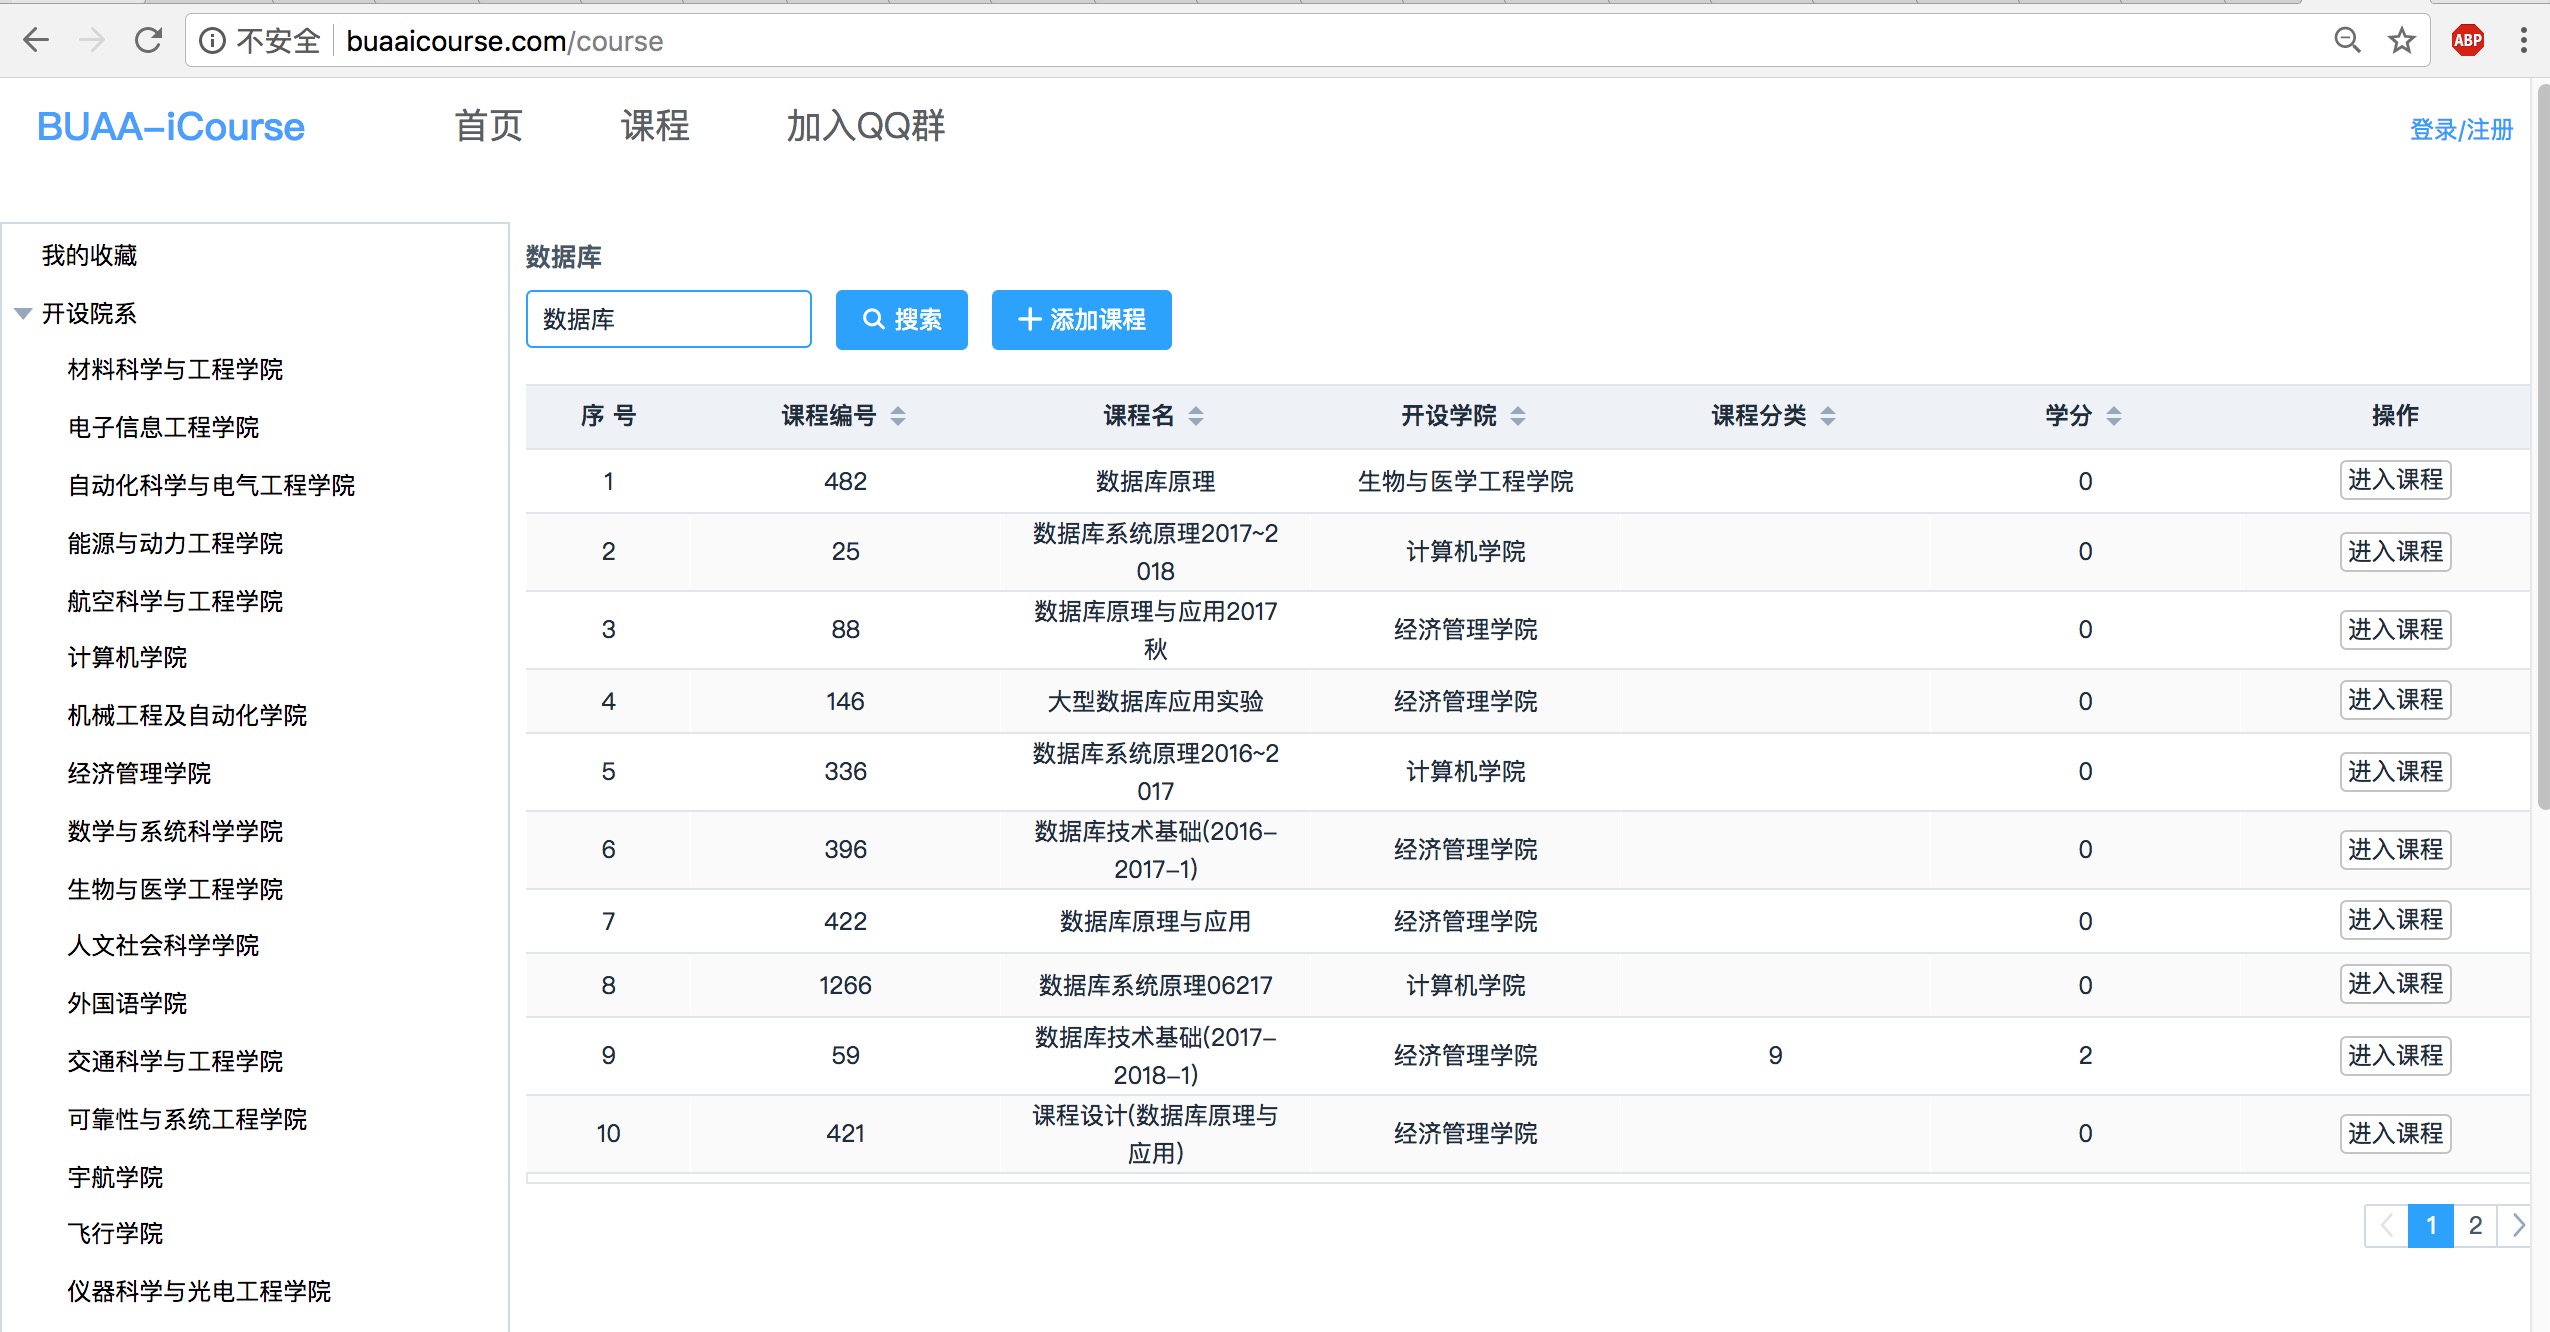 不安全 buaaicourse.com/course
ABP
BUAA-iCourse 首页 课程 加入QQ群 登录/注册
我的收藏
开设院系
材料科学与工程学院
电子信息工程学院
自动化科学与电气工程学院
能源与动力工程学院
航空科学与工程学院
计算机学院
机械工程及自动化学院
经济管理学院
数学与系统科学学院
生物与医学工程学院
人文社会科学学院
外国语学院
交通科学与工程学院
可靠性与系统工程学院
宇航学院
飞行学院
仪器科学与光电工程学院
数据库
数据库 搜索 添加课程
序 号 课程编号 课程名 开设学院 课程分类 学分 操作
1 482 数据库原理 生物与医学工程学院 0 进入课程
2 25 数据库系统原理2017~2 计算机学院 0 进入课程
018
3 88 数据库原理与应用2017 经济管理学院 0 进入课程
秋
4 146 大型数据库应用实验 经济管理学院 0 进入课程
5 336 数据库系统原理2016~2 计算机学院 0 进入课程
017
6 396 数据库技术基础(2016- 经济管理学院 0 进入课程
2017-1)
7 422 数据库原理与应用 经济管理学院 0 进入课程
8 1266 数据库系统原理06217 计算机学院 0 进入课程
9 59 数据库技术基础(2017- 经济管理学院 9 2 进入课程
2018-1)
10 421 课程设计(数据库原理与 经济管理学院 0 进入课程
应用)
1 2